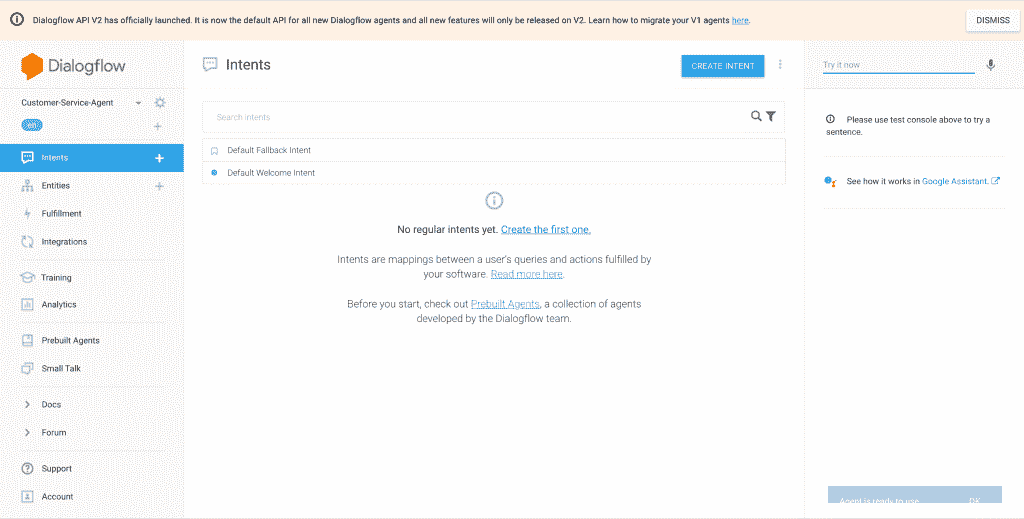 Dialogflow API V2 has officially launched. It is now the default API for all new Dialogflow agents and all new features will only be released on V2. Learn how to migrate your V1 agents here.
DISMISS
Dialogflow
Customer-Service-Agent
en
Intents
Entities
Fulfillment
Integrations
Training
Analytics
Prebuilt Agents
Small Talk
Docs
Forum
Support
Account
Intents
CREATE INTENT
Search intents
Default Fallback Intent
Default Welcome Intent
No regular intents yet. Create the first one.
Intents are mappings between a user's queries and actions fulfilled by
your software. Read more here.
Before you start, check out Prebuilt Agents, a collection of agents
developed by the Dialogflow team.
Try it now
Please use test console above to try a
sentence.
See how it works in Google Assistant.
Agent is ready to use
OK